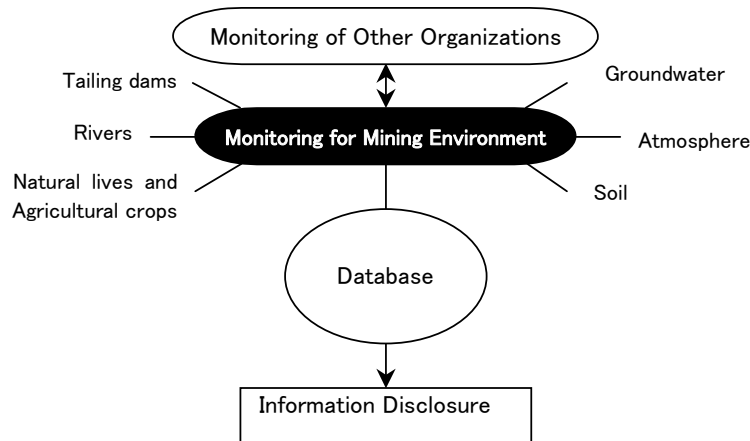 Monitoring of Other Organizations
Tailing dams
Groundwater
Rivers
Monitoring for Mining Environment
Atmosphere
Natural lives and
Agricultural crops
Soil
Database
Information Disclosure